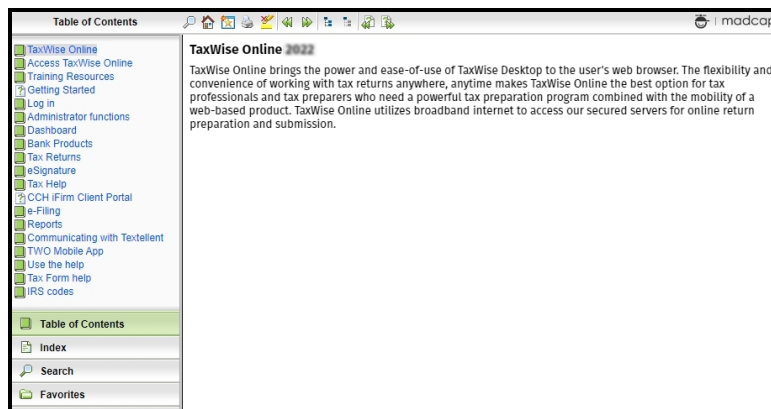 Table of Contents
madcap
TaxWise Online
Access TaxWise Online
Training Resources
Getting Started
Log in
Administrator functions
Dashboard
Bank Products
Tax Returns
eSignature
Tax Help
CCH iFirm Client Portal
e-Filing
Reports
Communicating with Textellent
TWO Mobile App
Use the help
Tax Form help
IRS codes
Table of Contents
Index
Search
Favorites
TaxWise Online 2022
TaxWise Online brings the power and ease-of-use of TaxWise Desktop to the user's web browser. The flexibility and
convenience of working with tax returns anywhere, anytime makes TaxWise Online the best option for tax
professionals and tax preparers who need a powerful tax preparation program combined with the mobility of a
web-based product. TaxWise Online utilizes broadband internet to access our secured servers for online return
preparation and submission.